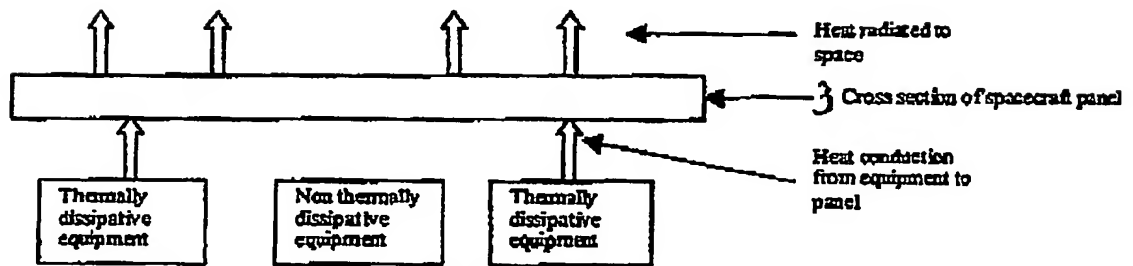 Heat radiated to
space
3 Cross section of spacecraft panel
Heat conduction
from equipment to
panel
Thermally
dissipative
equipment
Non thermally
dissipative
equipment
Thermally
dissipative
equipment